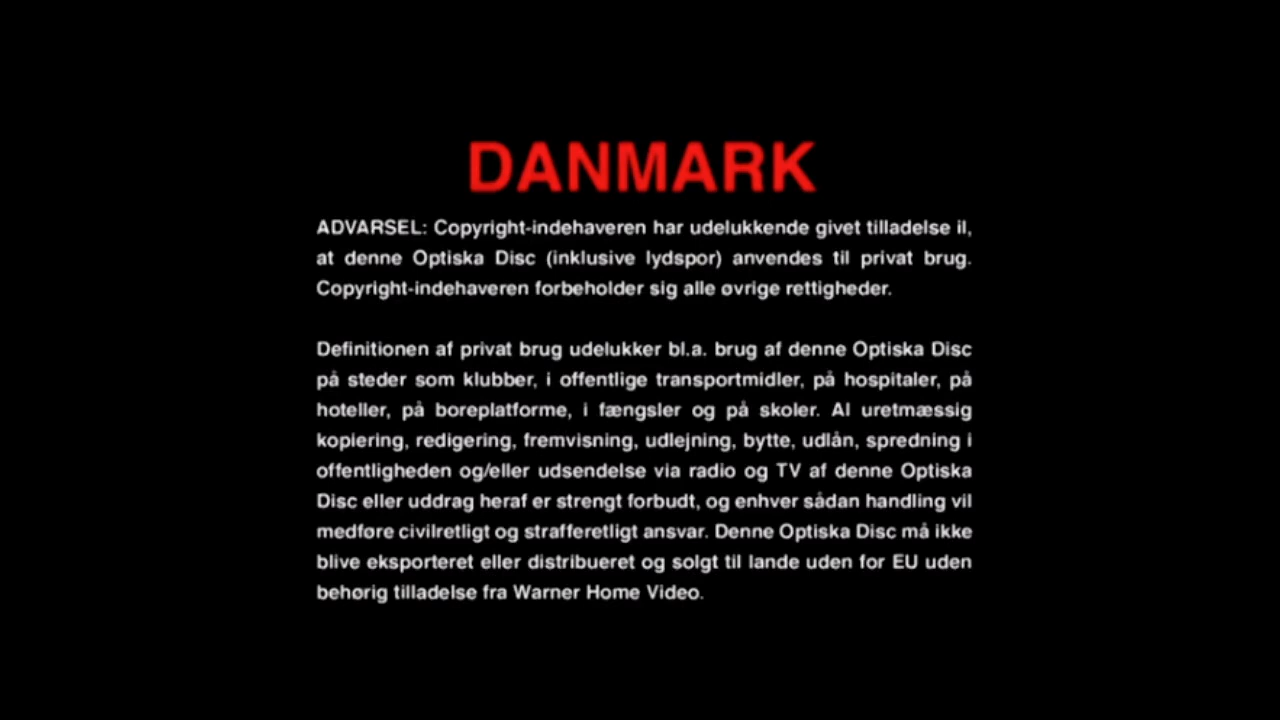 DANMARK
ADVARSEL: Copyright-indehaveren har udelukkende givet tilladelse il,
at denne Optiska Disc (inklusive lydspor) anvendes til privat brug.
Copyright-indehaveren forbeholder sig alle øvrige rettigheder.
Definitionen af privat brug udelukker bl.a. brug af denne Optiska Disc
på steder som klubber, i offentlige transportmidler, på hospitaler, på
hoteller, på boreplatforme, i fængsler og på skoler. Al uretmæssig
kopiering, redigering, fremvisning, udlejning, bytte, udlån, spredning i
offentligheden og/eller udsendelse via radio og TV af denne Optiska
Disc eller uddrag heraf er strengt forbudt, og enhver sådan handling vil
medføre civilretligt og strafferetligt ansvar. Denne Optiska Disc må ikke
blive eksporteret eller distribueret og solgt til lande uden for EU uden
behørig tilladelse fra Warner Home Video.